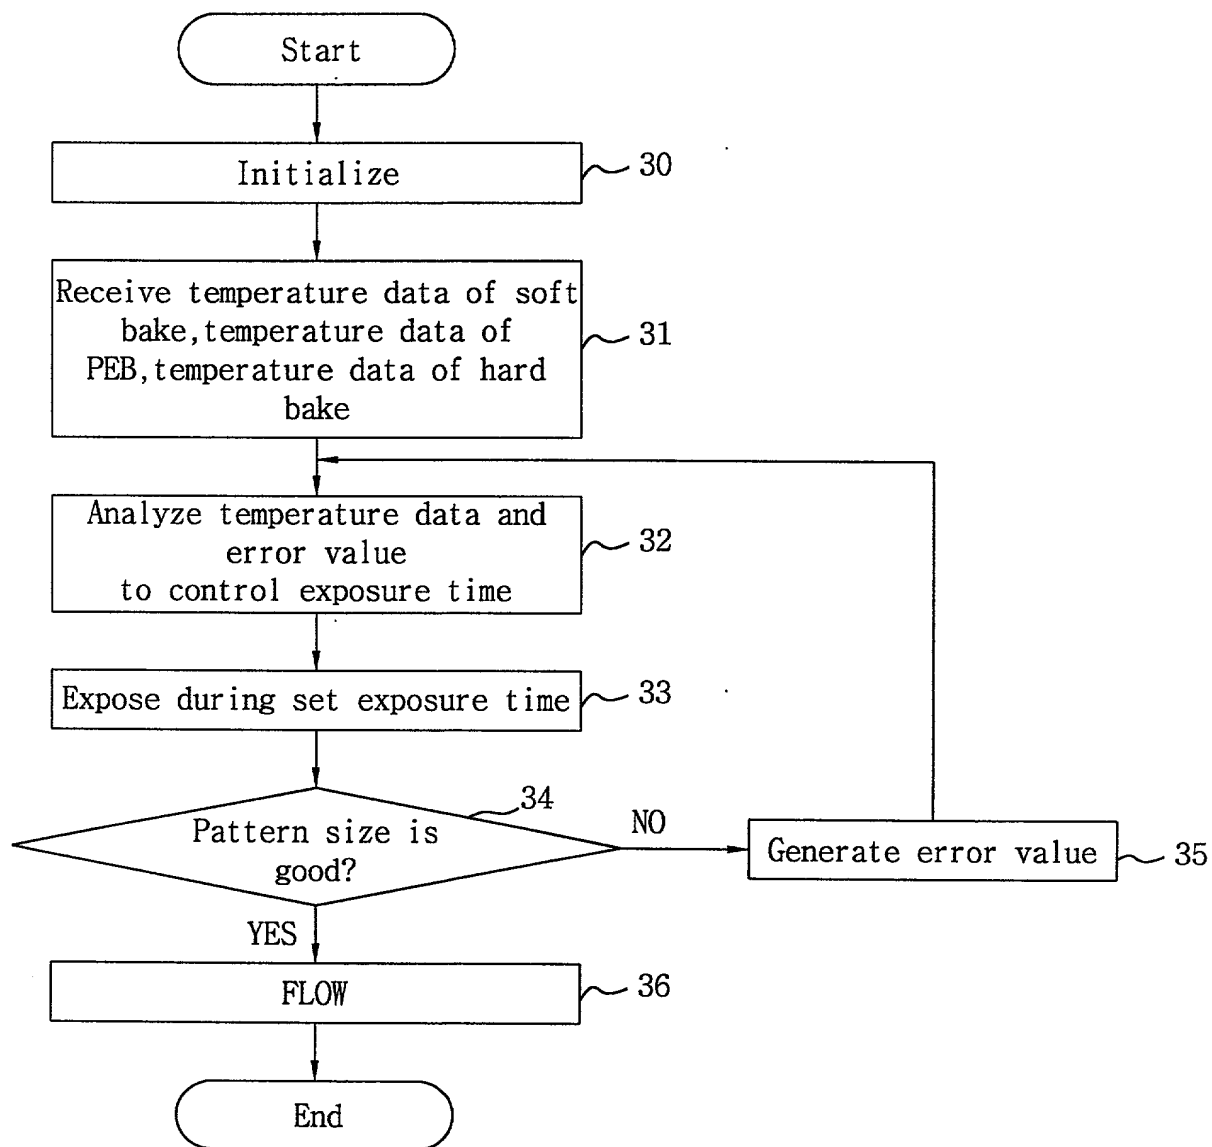 Start
Initialize
30
Receive temperature data of soft
bake,temperature data of
PEB,temperature data of hard
bake
31
Analyze temperature data and
error value
to control exposure time
32
Expose during set exposure time
33
34
Pattern size is
good?
NO
Generate error value
35
YES
FLOW
36
End